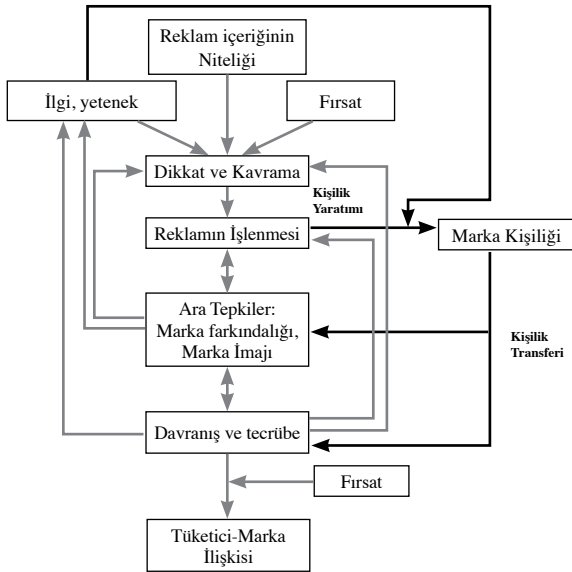 Reklam içeriğinin
Niteliği
İlgi, yetenek
Fırsat
Dikkat ve Kavrama
Kişilik
Yaratımı
Reklamın İşlenmesi
Marka Kişiliği
Ara Tepkiler:
Marka farkındalığı,
Marka İmajı
Kişilik
Transferi
Davranış ve tecrübe
Fırsat
Tüketici-Marka
İlişkisi